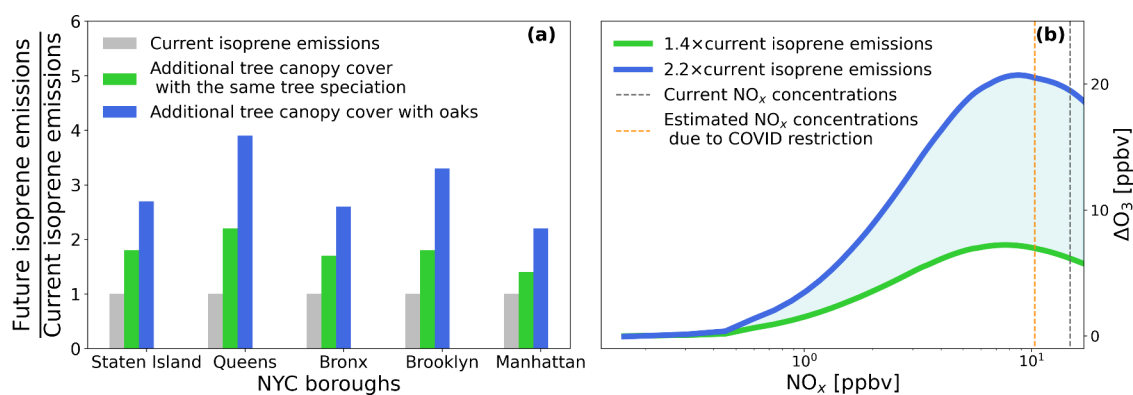 Future isoprene emissions
Current isoprene emissions
6
5
4
3
2
1
0
(a)
Current isoprene emissions
Additional tree canopy cover
with the same tree speciation
Additional tree canopy cover with oaks
Staten Island
Queens
Bronx
Brooklyn
Manhattan
NYC boroughs
(b)
1.4×current isoprene emissions
2.2×current isoprene emissions
Current NOₓ concentrations
Estimated NOₓ concentrations
due to COVID restriction
20
10
0
ΔO₃ [ppbv]
10⁰
10¹
NOₓ [ppbv]